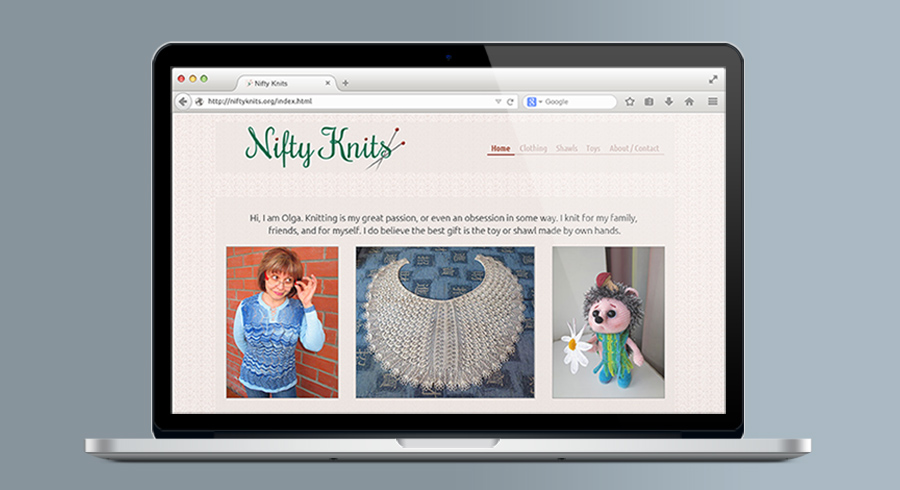 Nifty Knits
http://niftyknits.org/index.html
Google
Nifty Knits
Home Clothing Shawls Toys About / Contact
Hi, I am Olga. Knitting is my great passion, or even an obsession in some way. I knit for my family,
friends, and for myself. I do believe the best gift is the toy or shawl made by own hands.